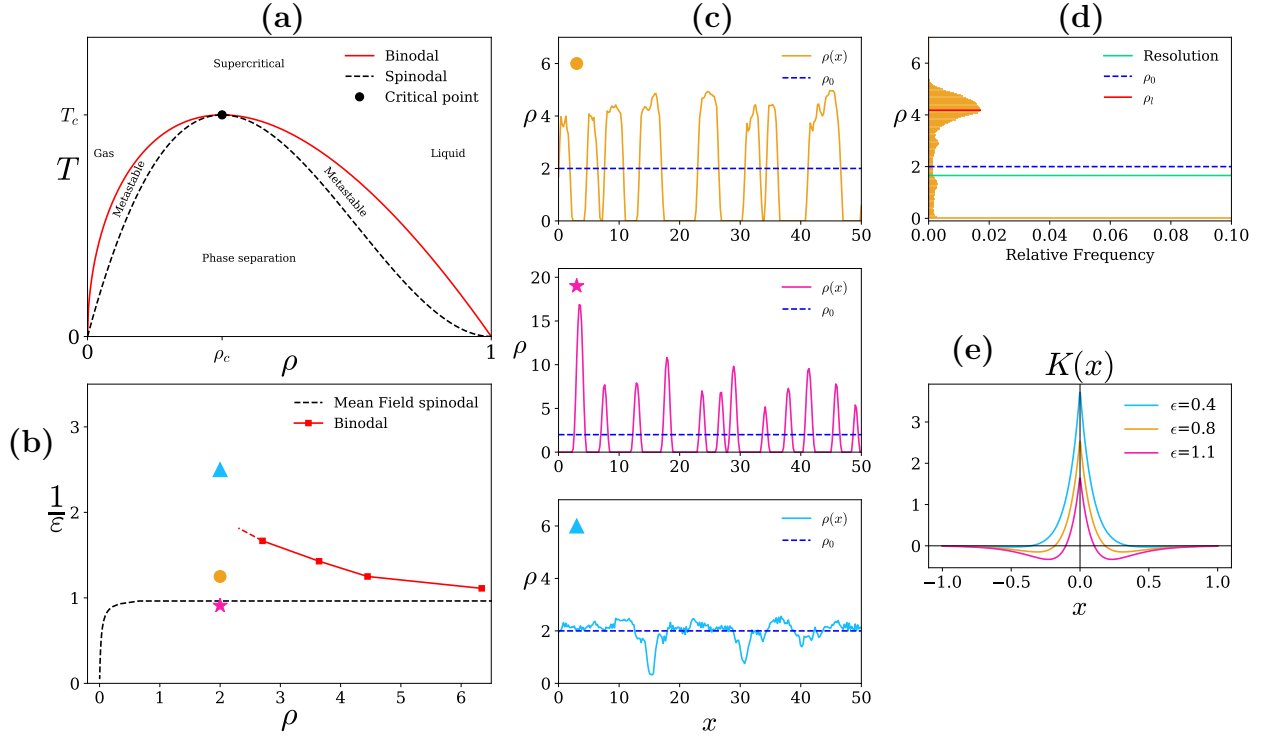 (a)
Binodal
Spinodal
Critical point
Supercritical
T_c
T
Gas
Liquid
Metastable
Metastable
Phase separation
0
0
ρ_c
1
ρ
(b)
Mean Field spinodal
Binodal
3
2
1
0
1/ε
0 1 2 3 4 5 6
ρ
(c)
ρ(x)
ρ_0
6
4
2
0
ρ
0 10 20 30 40 50
ρ(x)
ρ_0
20
15
10
5
0
ρ
0 10 20 30 40 50
ρ(x)
ρ_0
6
4
2
0
ρ
0 10 20 30 40 50
x
(d)
Resolution
ρ_0
ρ_l
6
4
2
0
ρ
0.00 0.02 0.04 0.06 0.08 0.10
Relative Frequency
(e)
K(x)
ϵ=0.4
ϵ=0.8
ϵ=1.1
3
2
1
0
−1.0 −0.5 0.0 0.5 1.0
x